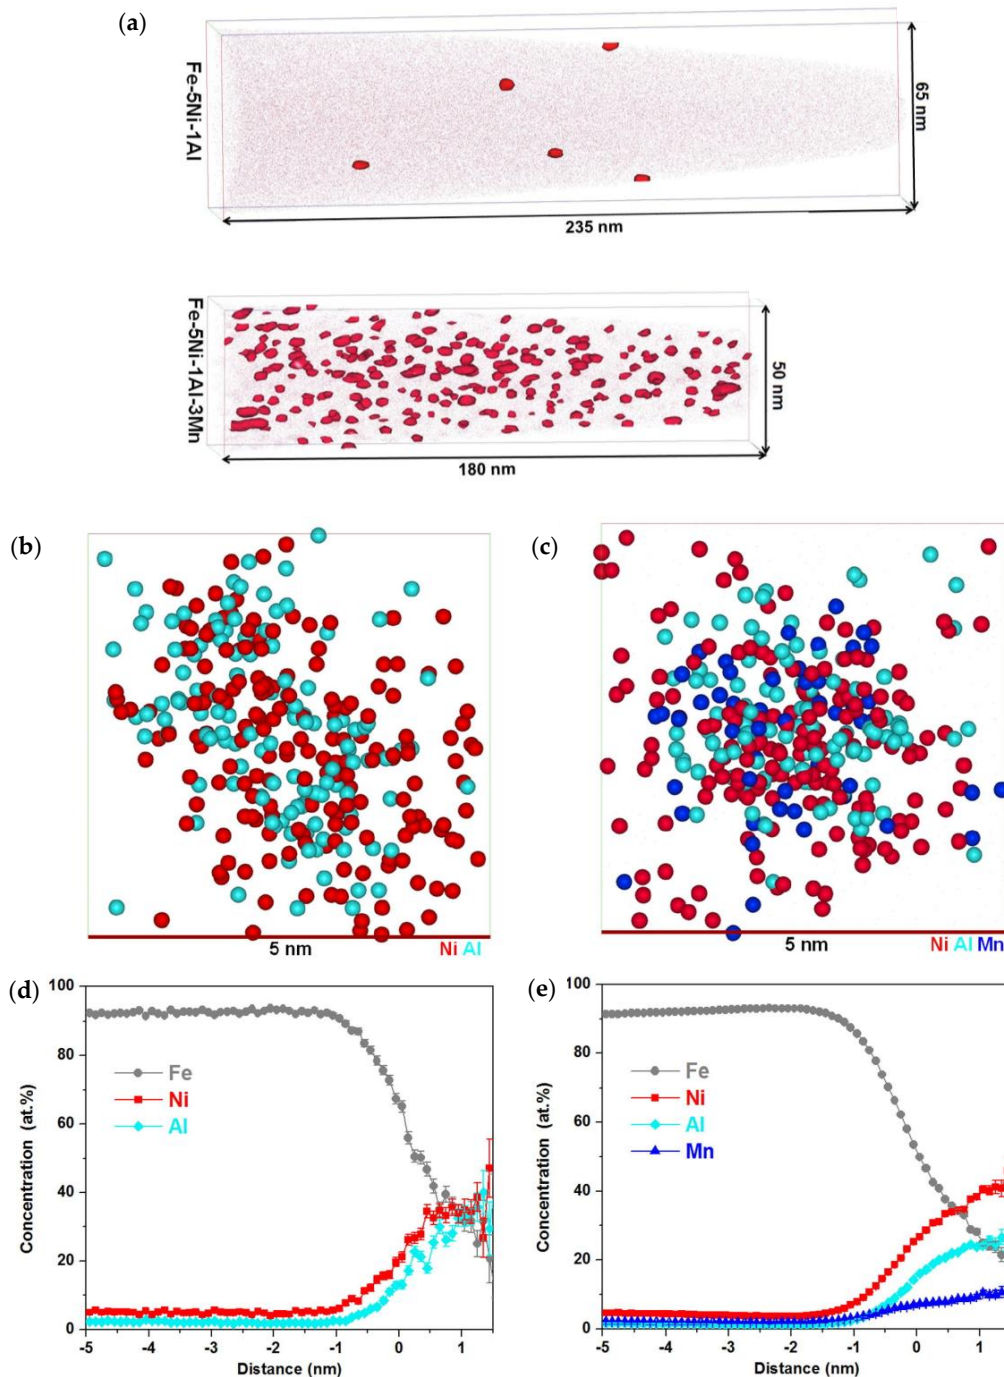 (a)
Fe-5Ni-1Al
65 nm
235 nm
Fe-5Ni-1Al-3Mn
50 nm
180 nm
(b)
(c)
5 nm
Ni Al
5 nm
Ni Al Mn
(d)
100
80
60
40
20
0
Concentration (at.%)
Fe
Ni
Al
-5 -4 -3 -2 -1 0 1
Distance (nm)
(e)
100
80
60
40
20
0
Concentration (at.%)
Fe
Ni
Al
Mn
-5 -4 -3 -2 -1 0 1
Distance (nm)